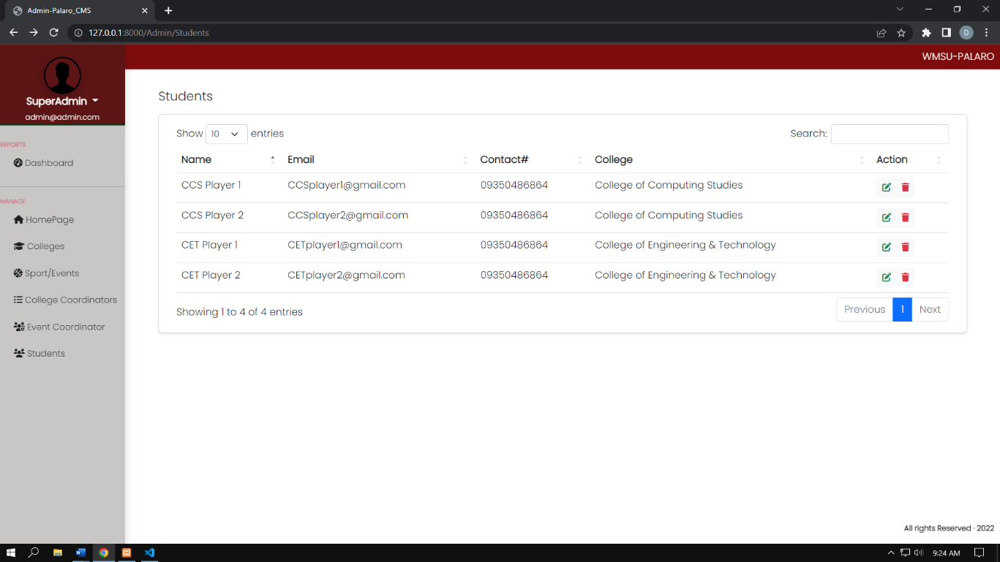 Admin-Palaro_CMS
127.0.0.1:8000/Admin/Students
D
WMSU-PALARO
SuperAdmin
admin@admin.com
REPORTS
Dashboard
MANAGE
HomePage
Colleges
Sport/Events
College Coordinators
Event Coordinator
Students
Students
Show 10 entries
Search:
Name Email Contact# College Action
CCS Player 1 CCSplayer1@gmail.com 09350486864 College of Computing Studies
CCS Player 2 CCSplayer2@gmail.com 09350486864 College of Computing Studies
CET Player 1 CETplayer1@gmail.com 09350486864 College of Engineering & Technology
CET Player 2 CETplayer2@gmail.com 09350486864 College of Engineering & Technology
Showing 1 to 4 of 4 entries
Previous 1 Next
All rights Reserved · 2022
9:24 AM